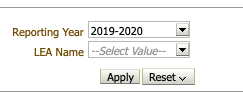 Reporting Year 2019-2020
LEA Name --Select Value--
Apply Reset